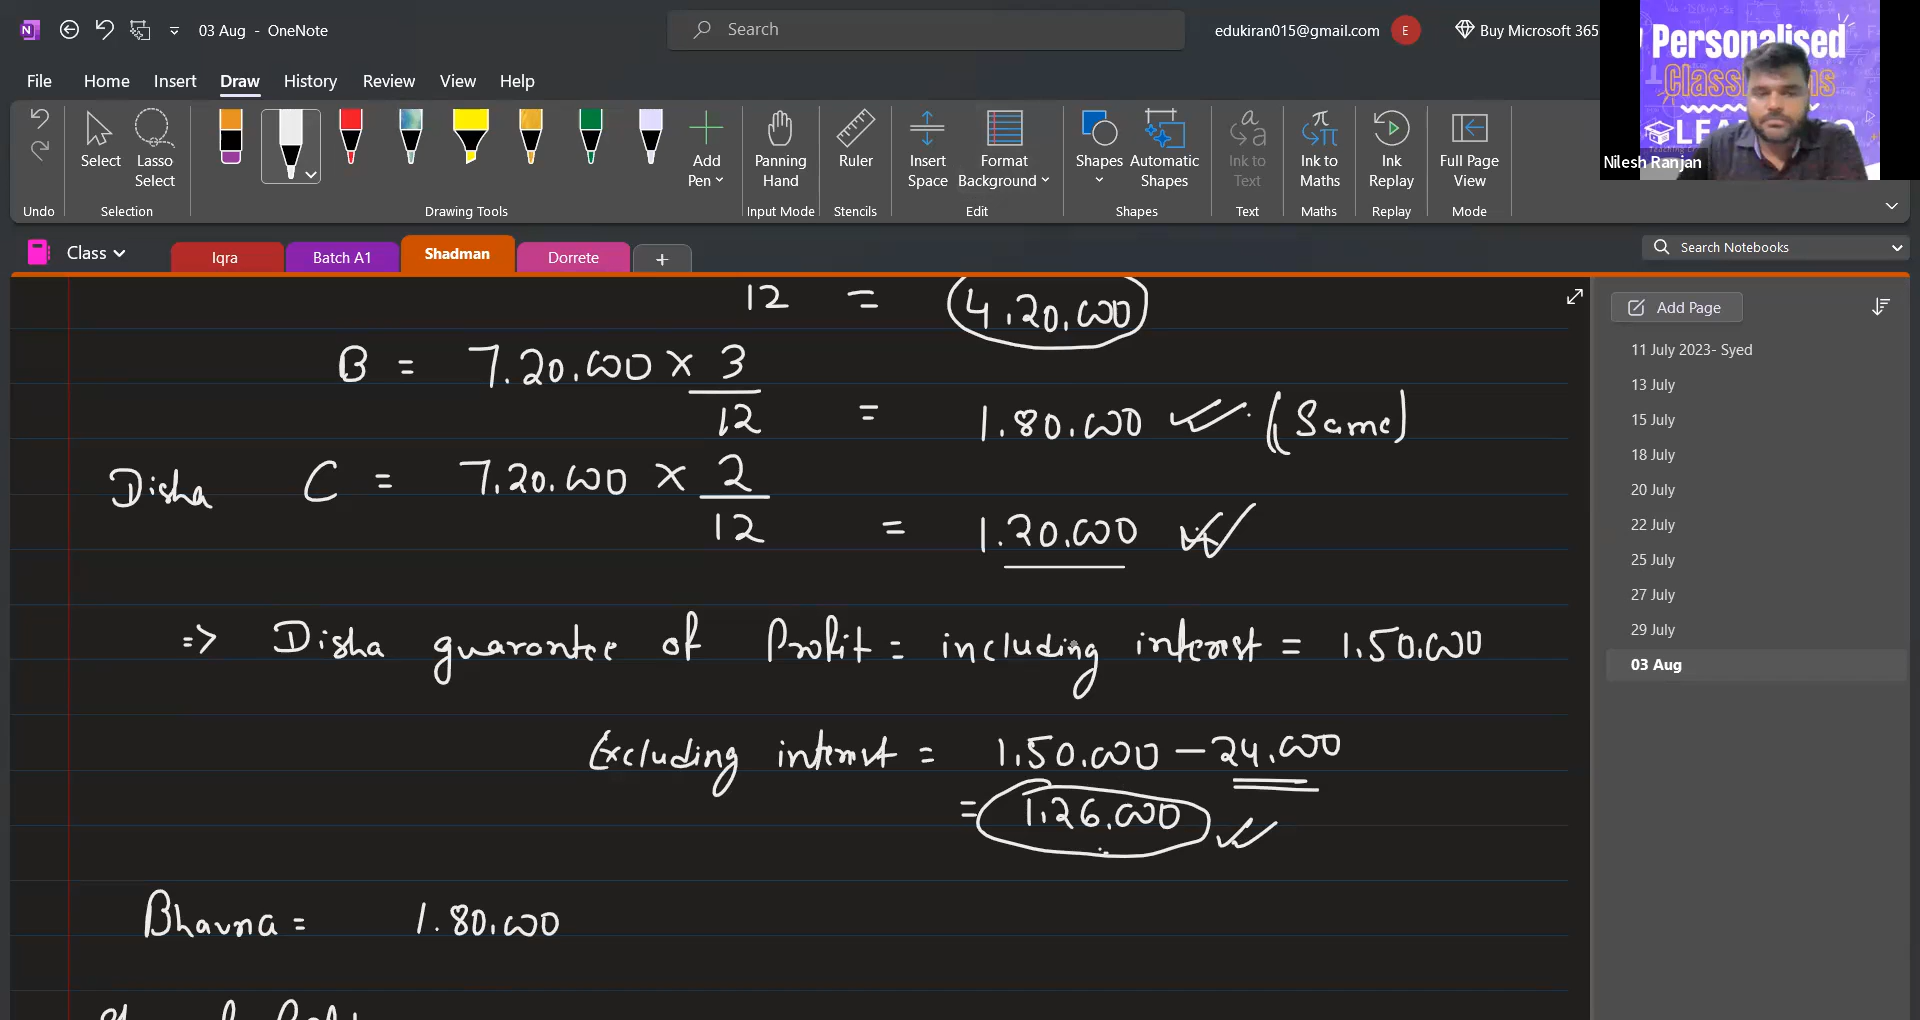 03 Aug - OneNote
Search
edukiran015@gmail.com
E
Buy Microsoft 365
Personalised
Nilesh Ranjan
File Home Insert Draw History Review View Help
Select
Lasso Select
Add Pen
Panning Hand
Ruler
Insert Space
Format Background
Shapes
Automatic Shapes
Ink to Text
Ink to Maths
Ink Replay
Full Page View
Undo Selection Drawing Tools Input Mode Stencils Edit Shapes Text Maths Replay Mode
Class
Iqra Batch A1 Shadman Dorrete +
Search Notebooks
12 = 4.20.000
B = 7.20.000 × 3
12 = 1.80.000 (Same)
Disha C = 7.20.000 × 2
12 = 1.20.000
=> Disha guarantee of Profit = including interest = 1.50.000
Excluding interest = 1.50.000 - 24.000
= 1.26.000
Bhavna = 1.80.000
Add Page
11 July 2023- Syed
13 July
15 July
18 July
20 July
22 July
25 July
27 July
29 July
03 Aug